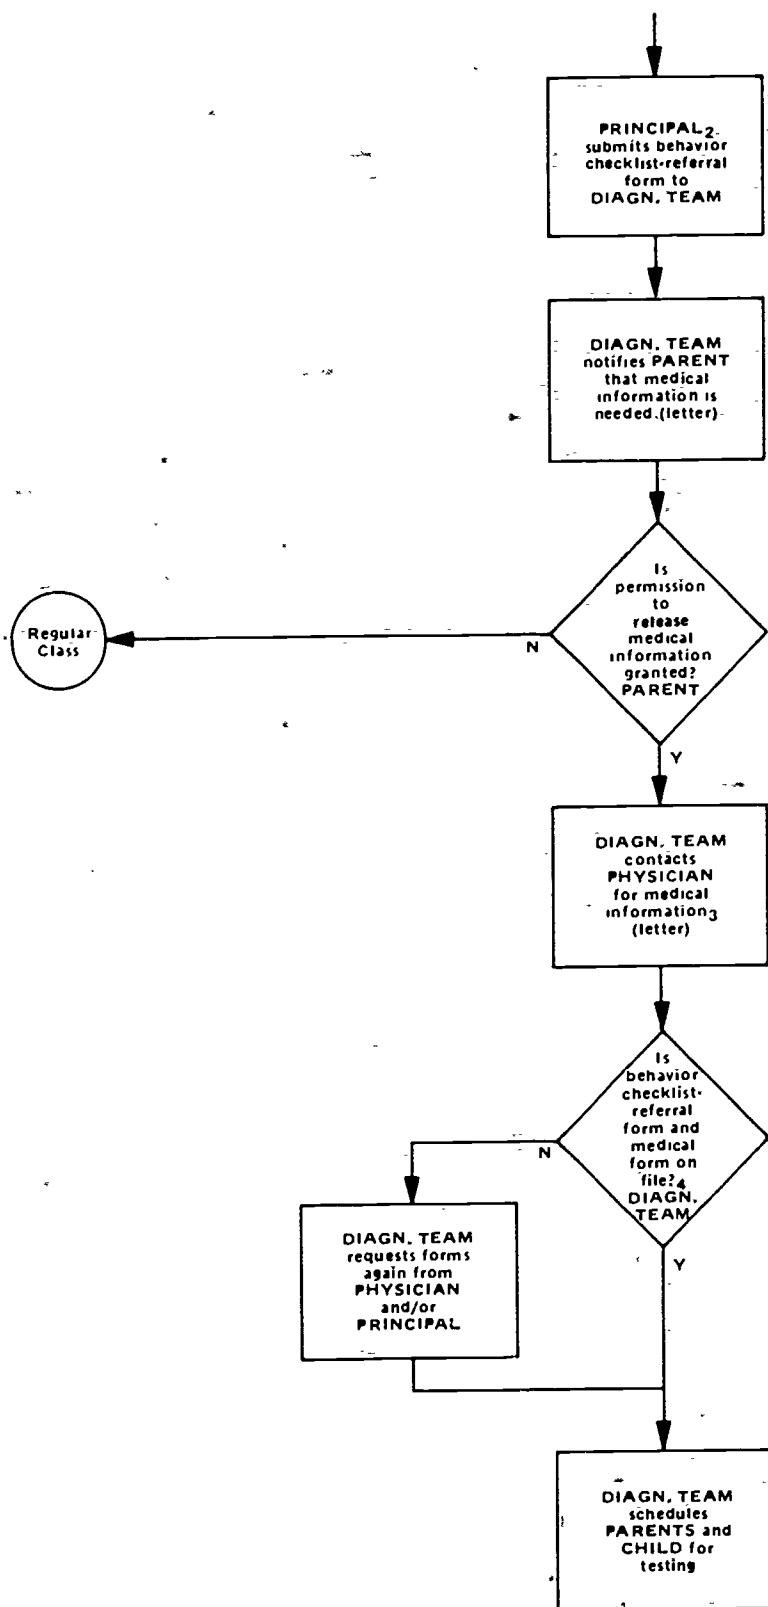 PRINCIPAL2
submits behavior
checklist-referral
form to
DIAGN. TEAM
DIAGN. TEAM
notifies PARENT
that medical
information is
needed.(letter)
Is
permission
to
release
medical
information
granted?
PARENT
N
Regular
Class
Y
DIAGN. TEAM
contacts
PHYSICIAN
for medical
information3
(letter)
Is
behavior
checklist-
referral
form and
medical
form on
file?4
DIAGN.
TEAM
N
DIAGN. TEAM
requests forms
again from
PHYSICIAN
and/or
PRINCIPAL
Y
DIAGN. TEAM
schedules
PARENTS and
CHILD for
testing